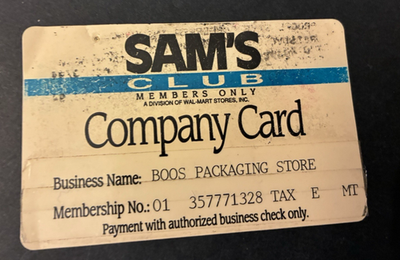 SAM'S
CLUB
MEMBERS ONLY
A DIVISION OF WAL-MART STORES, INC.
Company Card
Business Name: BOOS PACKAGING STORE
Membership No.: 01 357771328 TAX E MT
Payment with authorized business check only.